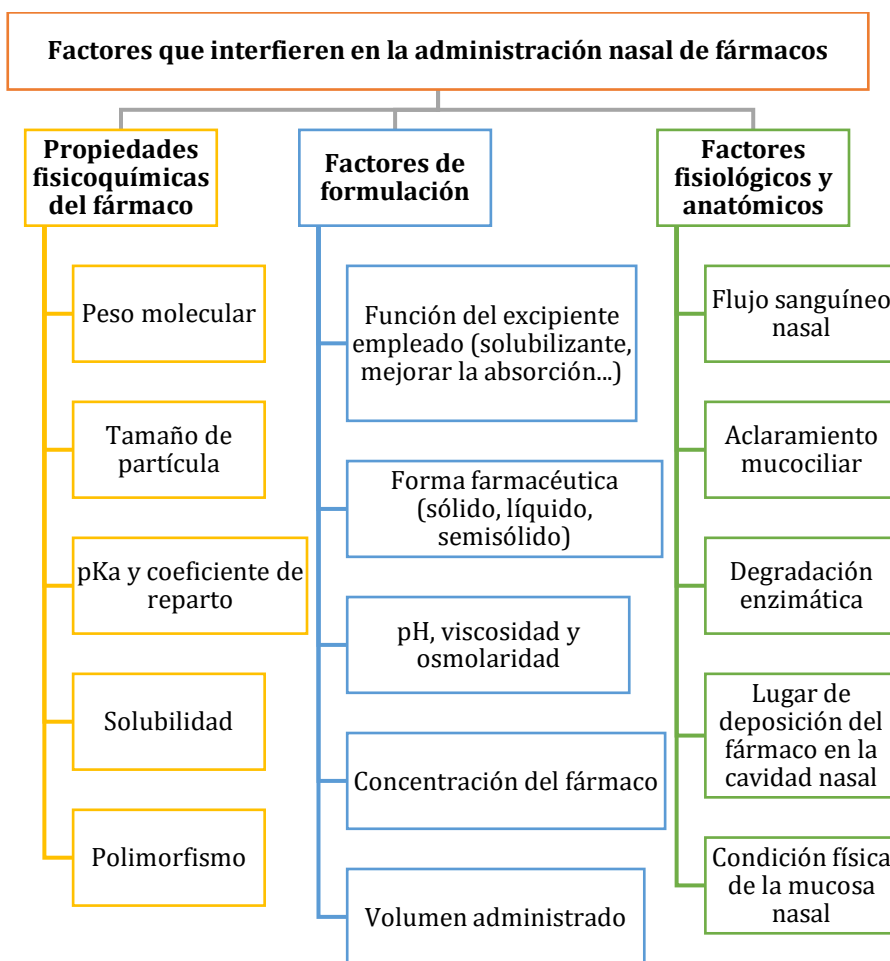 Factores que interfieren en la administración nasal de fármacos
Propiedades
fisicoquímicas
del fármaco
Peso molecular
Tamaño de
partícula
pKa y coeficiente de
reparto
Solubilidad
Polimorfismo
Factores de
formulación
Función del excipiente
empleado (solubilizante,
mejorar la absorción...)
Forma farmacéutica
(sólido, líquido,
semisólido)
pH, viscosidad y
osmolaridad
Concentración del fármaco
Volumen administrado
Factores
fisiológicos y
anatómicos
Flujo sanguíneo
nasal
Aclaramiento
mucociliar
Degradación
enzimática
Lugar de
deposición del
fármaco en la
cavidad nasal
Condición física
de la mucosa
nasal